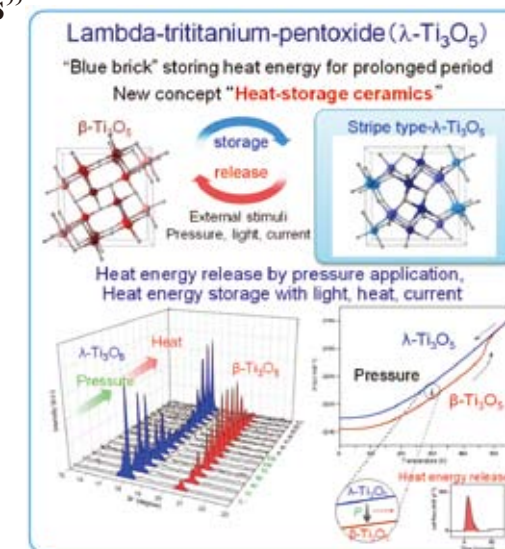 s”
Lambda-trititanium-pentoxide (λ-Ti₃O₅)
“Blue brick” storing heat energy for prolonged period
New concept “Heat-storage ceramics”
β-Ti₃O₅
storage
release
External stimuli
Pressure, light, current
Stripe type-λ-Ti₃O₅
Heat energy release by pressure application,
Heat energy storage with light, heat, current
λ-Ti₃O₅
Heat
Pressure
β-Ti₃O₅
λ-Ti₃O₅
Pressure
β-Ti₃O₅
Heat energy release
λ-Ti₃O₅
P
β-Ti₃O₅